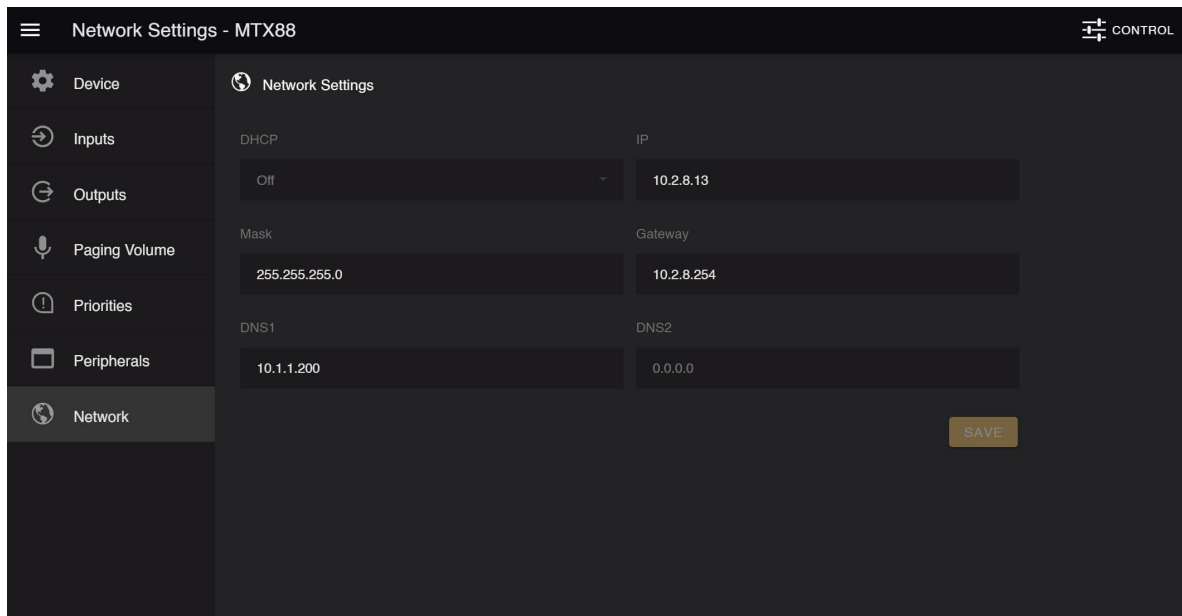 Network Settings - MTX88
CONTROL
Device
Inputs
Outputs
Paging Volume
Priorities
Peripherals
Network
Network Settings
DHCP
IP
Off
10.2.8.13
Mask
Gateway
255.255.255.0
10.2.8.254
DNS1
DNS2
10.1.1.200
0.0.0.0
SAVE